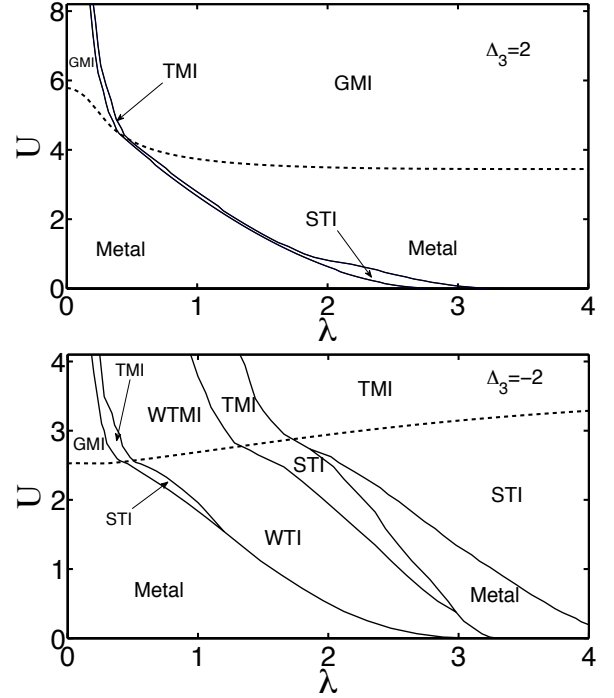 8
6
4
2
0
U
GMI
TMI
GMI
Δ₃=2
STI
Metal
Metal
0 1 2 3 4
λ
4
3
2
1
0
U
TMI
GMI
WTMI
TMI
TMI
Δ₃=−2
STI
STI
STI
WTI
Metal
Metal
0 1 2 3 4
λ